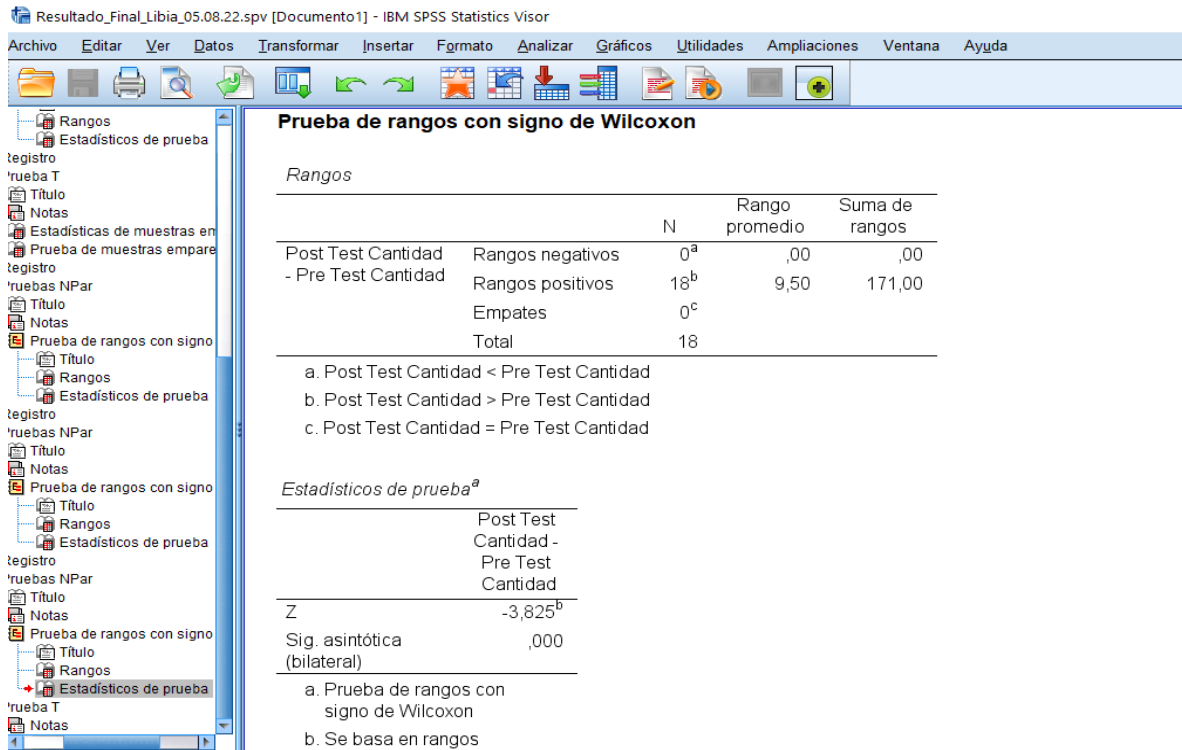 Resultado_Final_Libia_05.08.22.spv [Documento1] - IBM SPSS Statistics Visor
Archivo Editar Ver Datos Transformar Insertar Formato Analizar Gráficos Utilidades Ampliaciones Ventana Ayuda
Rangos
Estadísticos de prueba
Registro
Prueba T
Título
Notas
Estadísticas de muestras em
Prueba de muestras empare
Registro
Pruebas NPar
Título
Notas
Prueba de rangos con signo
Título
Rangos
Estadísticos de prueba
Registro
Pruebas NPar
Título
Notas
Prueba de rangos con signo
Título
Rangos
Estadísticos de prueba
Registro
Pruebas NPar
Título
Notas
Prueba de rangos con signo
Título
Rangos
Estadísticos de prueba
Prueba T
Notas
Prueba de rangos con signo de Wilcoxon
Rangos
N Rango promedio Suma de rangos
Post Test Cantidad - Pre Test Cantidad Rangos negativos 0a ,00 ,00
Rangos positivos 18b 9,50 171,00
Empates 0c
Total 18
a. Post Test Cantidad < Pre Test Cantidad
b. Post Test Cantidad > Pre Test Cantidad
c. Post Test Cantidad = Pre Test Cantidad
Estadísticos de pruebaa
Post Test
Cantidad -
Pre Test
Cantidad
Z -3,825b
Sig. asintótica (bilateral) ,000
a. Prueba de rangos con
signo de Wilcoxon
b. Se basa en rangos